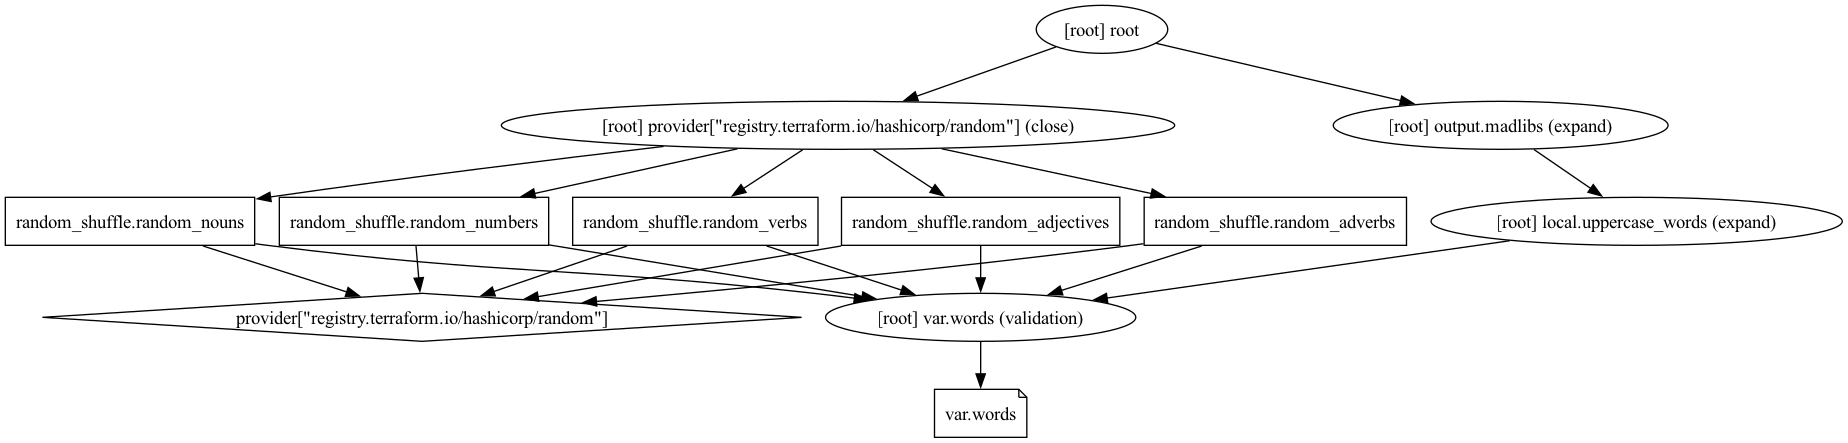 [root] root
[root] provider["registry.terraform.io/hashicorp/random"] (close)
[root] output.madlibs (expand)
random_shuffle.random_nouns
random_shuffle.random_numbers
random_shuffle.random_verbs
random_shuffle.random_adjectives
random_shuffle.random_adverbs
[root] local.uppercase_words (expand)
provider["registry.terraform.io/hashicorp/random"]
[root] var.words (validation)
var.words